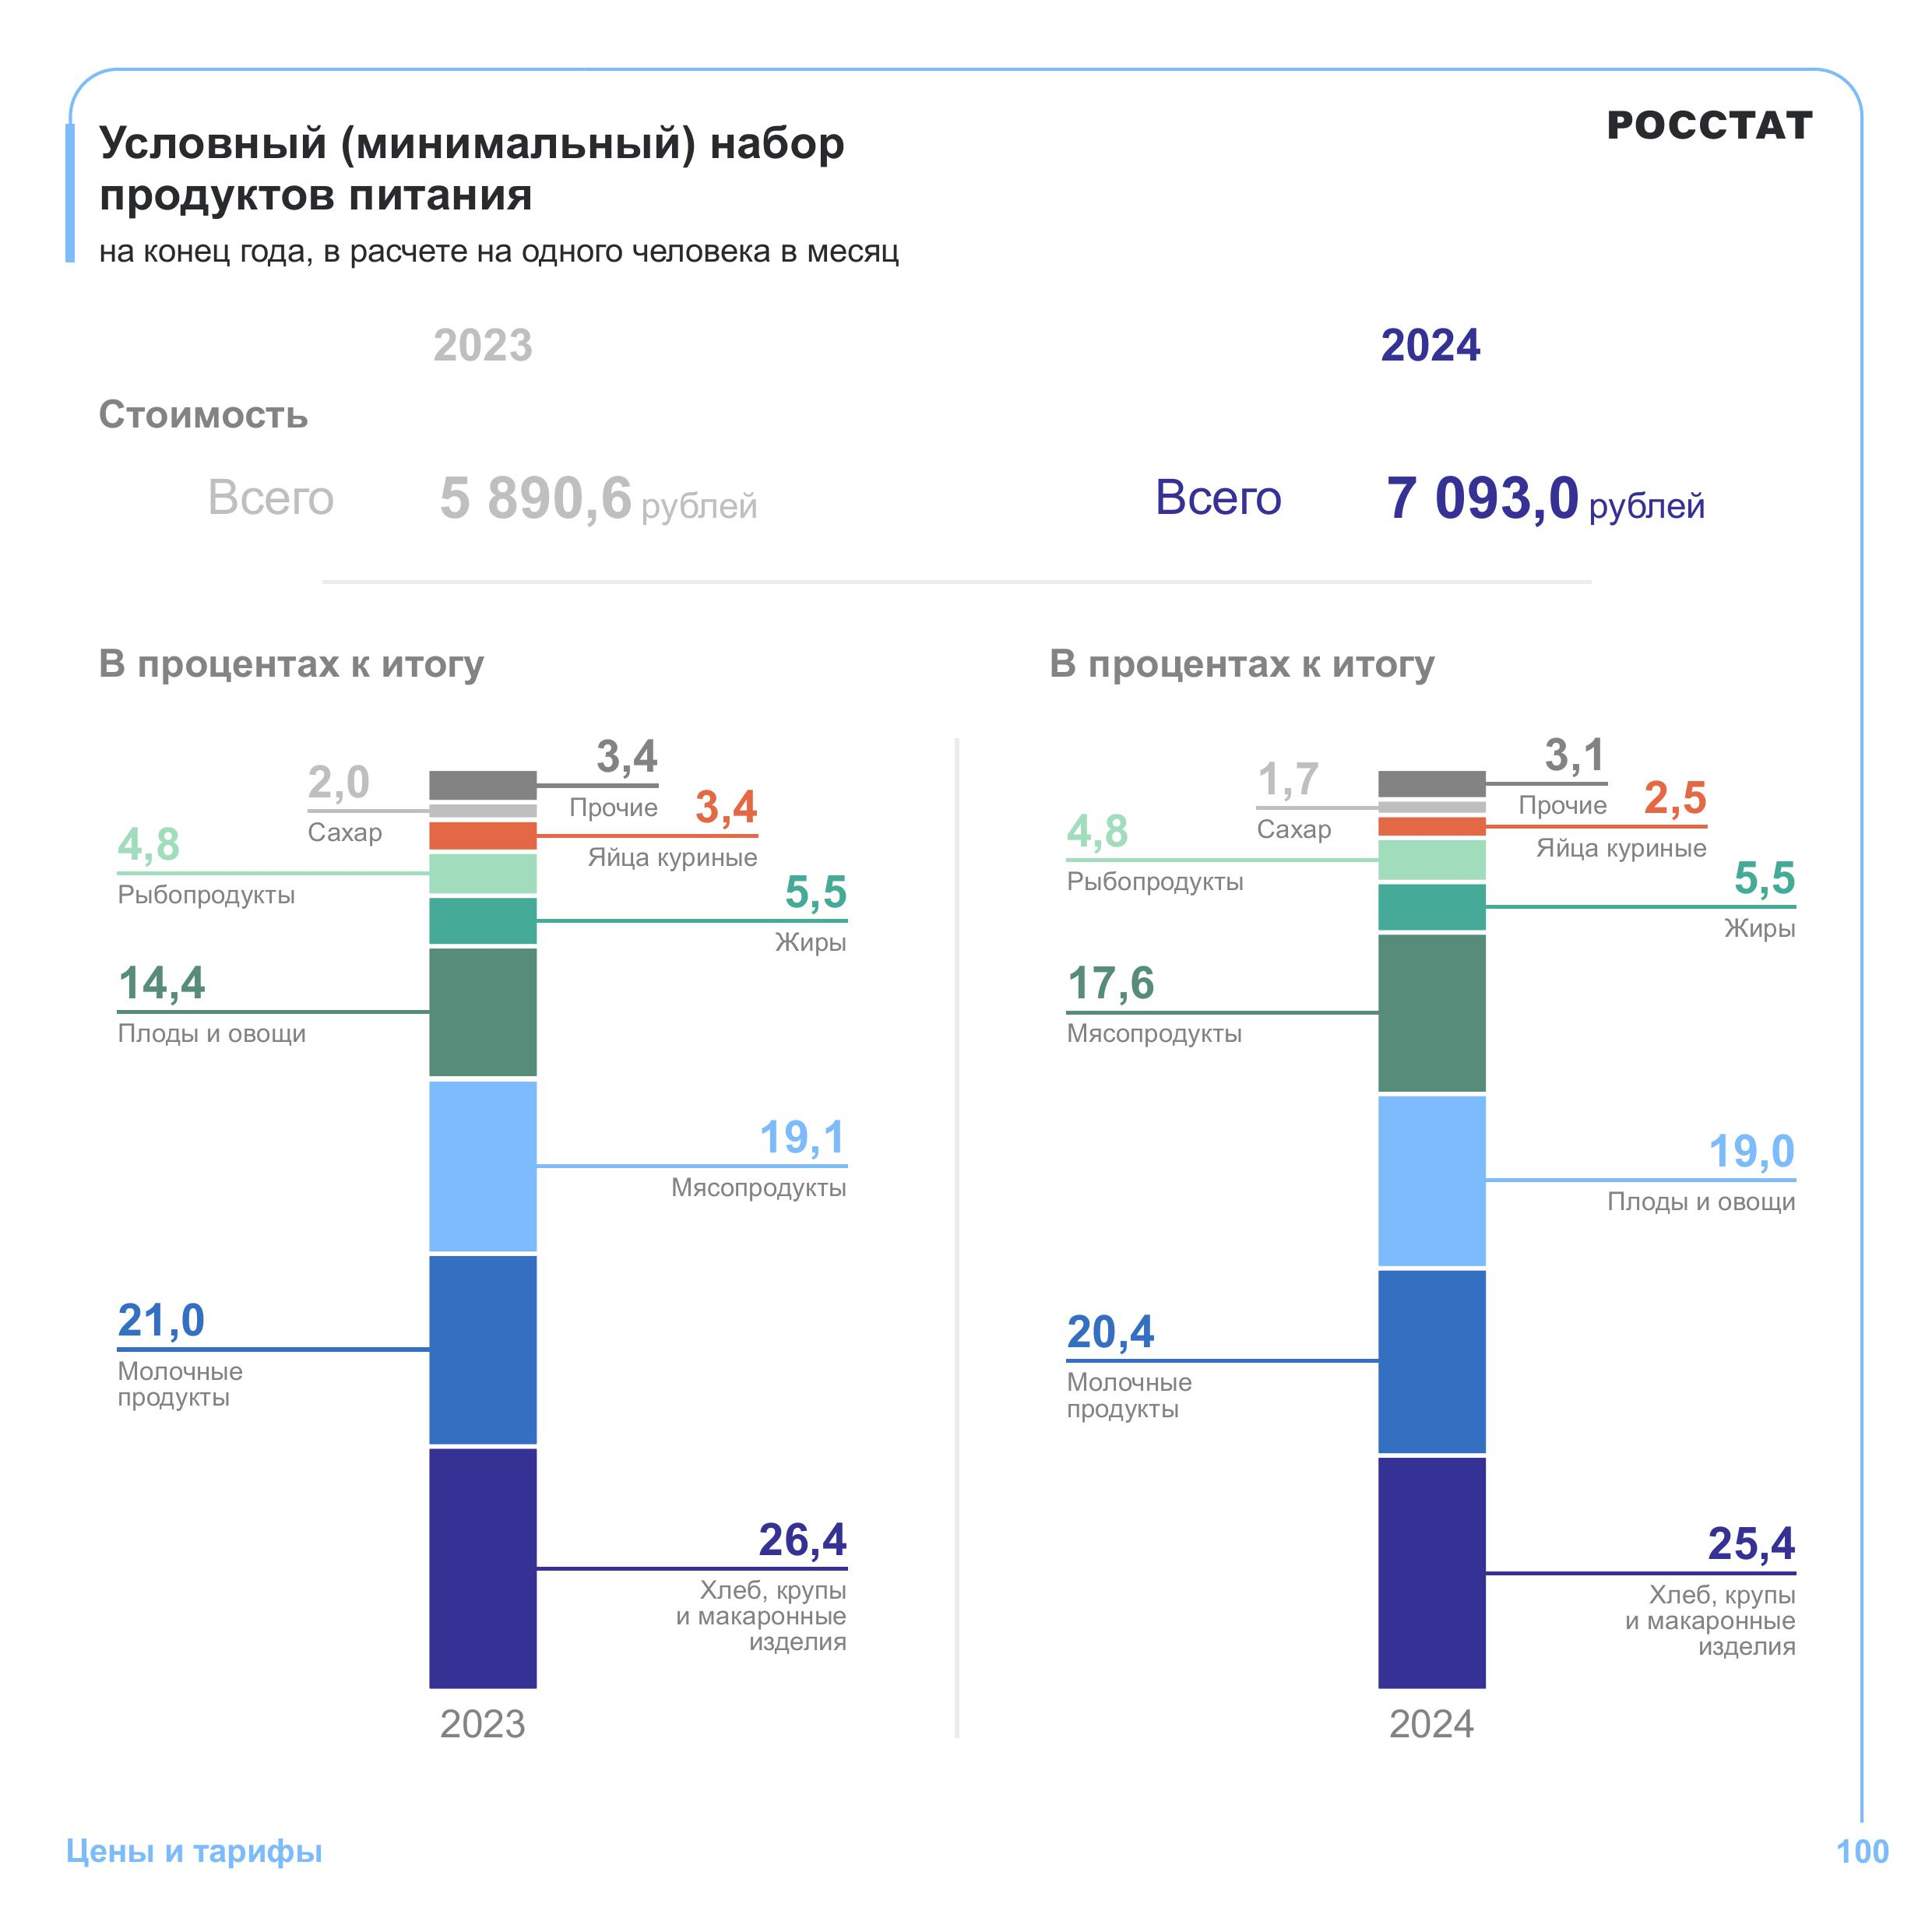 РОССТАТ
Условный (минимальный) набор
продуктов питания
на конец года, в расчете на одного человека в месяц
2023
2024
Стоимость
Всего 5 890,6 рублей
Всего 7 093,0 рублей
В процентах к итогу
3,4
Прочие
2,0
Сахар
3,4
Яйца куриные
4,8
Рыбопродукты
5,5
Жиры
14,4
Плоды и овощи
19,1
Мясопродукты
21,0
Молочные
продукты
26,4
Хлеб, крупы
и макаронные
изделия
2023
В процентах к итогу
3,1
Прочие
1,7
Сахар
2,5
Яйца куриные
4,8
Рыбопродукты
5,5
Жиры
17,6
Мясопродукты
19,0
Плоды и овощи
20,4
Молочные
продукты
25,4
Хлеб, крупы
и макаронные
изделия
2024
Цены и тарифы
100